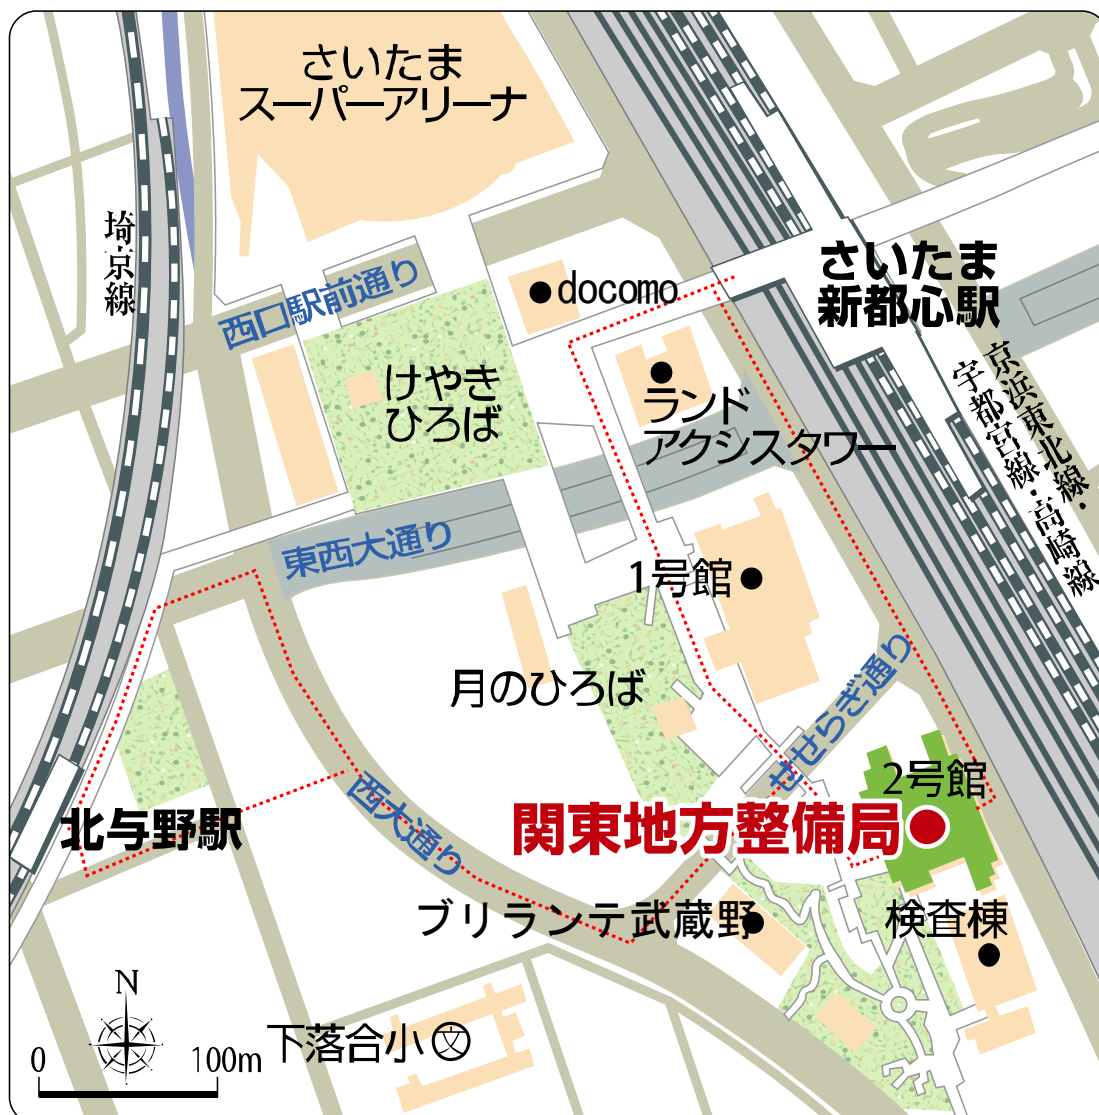 さいたま
スーパーアリーナ
埼京線
西口駅前通り
docomo
さいたま
新都心駅
けやき
ひろば
ランド
アクシスタワー
京浜東北線・
宇都宮線・高崎線
東西大通り
1号館
月のひろば
せせらぎ通り
2号館
北与野駅
西大通り
関東地方整備局
ブリランテ武蔵野
検査棟
N
0
100m
下落合小
文